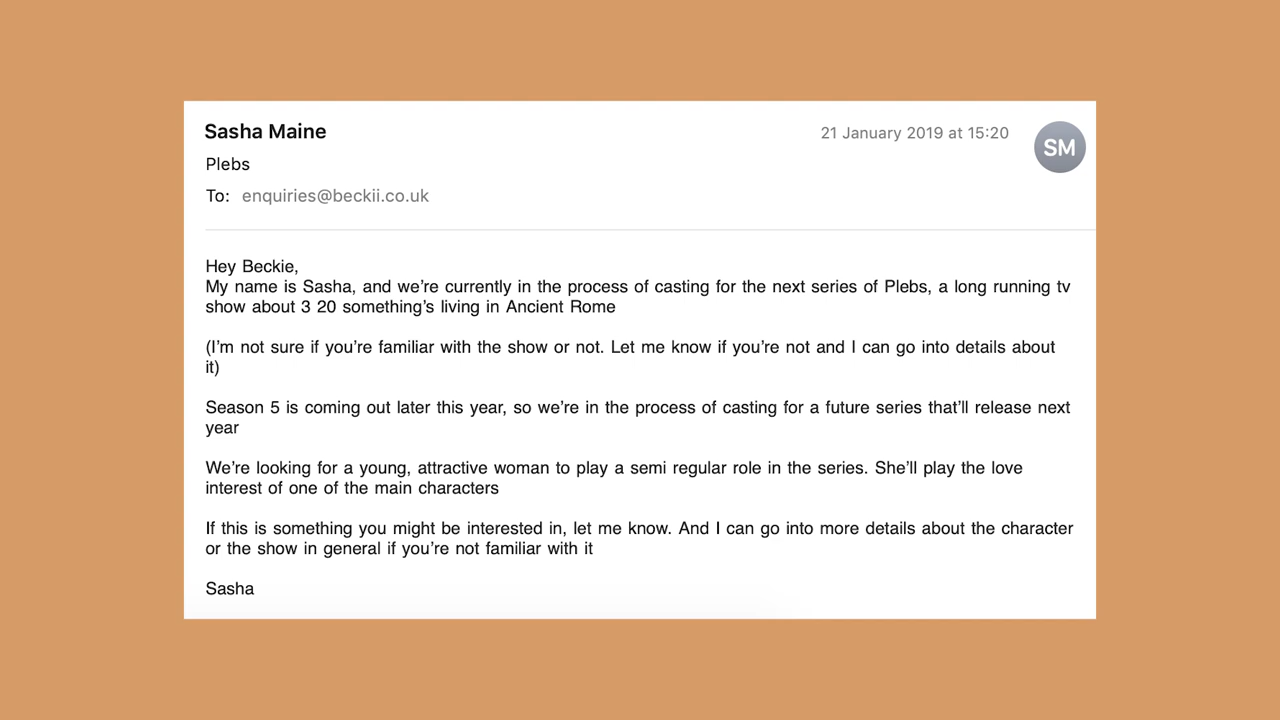 Sasha Maine
21 January 2019 at 15:20
SM
Plebs
To: enquiries@beckii.co.uk
Hey Beckie,
My name is Sasha, and we’re currently in the process of casting for the next series of Plebs, a long running tv
show about 3 20 something’s living in Ancient Rome
(I’m not sure if you’re familiar with the show or not. Let me know if you’re not and I can go into details about
it)
Season 5 is coming out later this year, so we’re in the process of casting for a future series that’ll release next
year
We’re looking for a young, attractive woman to play a semi regular role in the series. She’ll play the love
interest of one of the main characters
If this is something you might be interested in, let me know. And I can go into more details about the character
or the show in general if you’re not familiar with it
Sasha